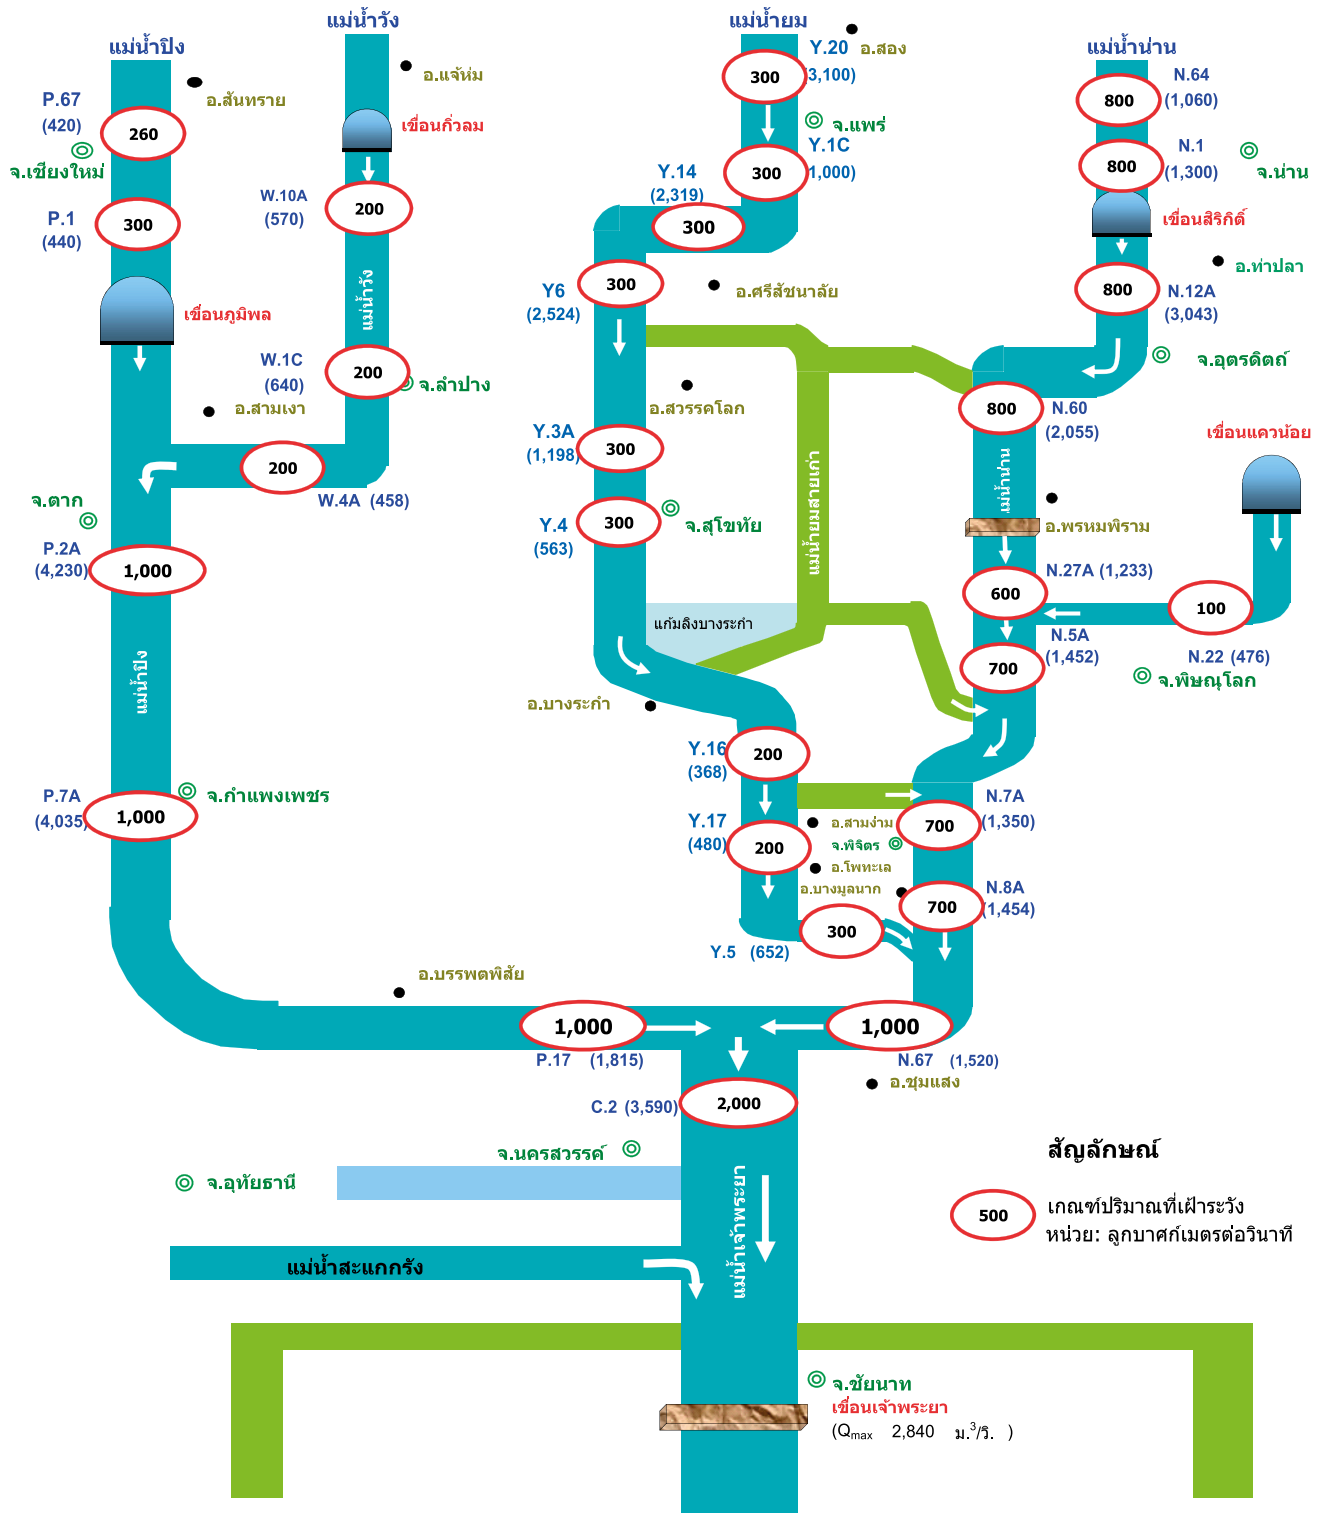 แม่น้ำปิง
แม่น้ำวัง
แม่น้ำยม
แม่น้ำน่าน
P.67
(420)
260
อ.สันทราย
จ.เชียงใหม่
P.1
(440)
300
เขื่อนภูมิพล
อ.แจ้ห่ม
เขื่อนกิ่วลม
W.10A
(570)
200
แม่น้ำวัง
W.1C
(640)
200
จ.ลำปาง
อ.สามเงา
200
W.4A (458)
จ.ตาก
P.2A
(4,230)
1,000
แม่น้ำปิง
P.7A
(4,035)
1,000
จ.กำแพงเพชร
อ.บรรพตพิสัย
1,000
P.17 (1,815)
Y.20
(3,100)
300
อ.สอง
จ.แพร่
Y.1C
(1,000)
300
Y.14
(2,319)
300
Y6
(2,524)
300
อ.ศรีสัชนาลัย
อ.สวรรคโลก
Y.3A
(1,198)
300
Y.4
(563)
300
จ.สุโขทัย
แม่น้ำยมสายเก่า
แก้มลิงบางระกำ
อ.บางระกำ
Y.16
(368)
200
Y.17
(480)
200
อ.สามง่าม
จ.พิจิตร
อ.โพทะเล
อ.บางมูลนาก
300
Y.5 (652)
N.64
(1,060)
800
N.1
(1,300)
800
จ.น่าน
เขื่อนสิริกิติ์
อ.ท่าปลา
N.12A
(3,043)
800
จ.อุตรดิตถ์
800
N.60
(2,055)
เขื่อนแควน้อย
แม่น้ำน่าน
อ.พรหมพิราม
N.27A (1,233)
600
100
N.22 (476)
N.5A
(1,452)
700
จ.พิษณุโลก
N.7A
(1,350)
700
N.8A
(1,454)
700
1,000
N.67 (1,520)
อ.ชุมแสง
C.2 (3,590)
2,000
จ.นครสวรรค์
จ.อุทัยธานี
แม่น้ำเจ้าพระยา
แม่น้ำสะแกกรัง
จ.ชัยนาท
เขื่อนเจ้าพระยา
(Qmax 2,840 ม.3/วิ. )
สัญลักษณ์
500
เกณฑ์ปริมาณที่เฝ้าระวัง
หน่วย: ลูกบาศก์เมตรต่อวินาที